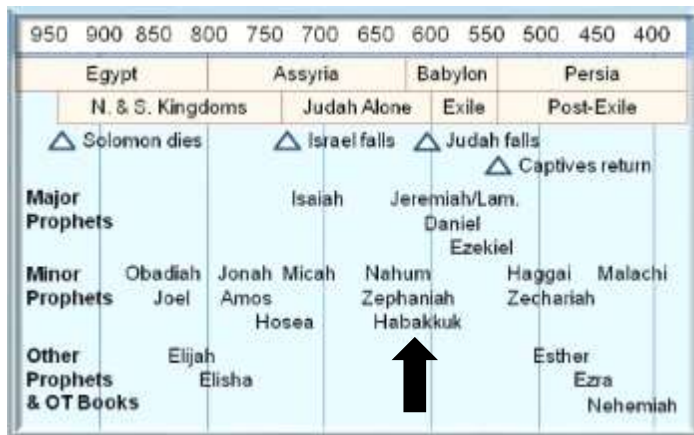 950 900 850 800 750 700 650 600 550 500 450 400
Egypt Assyria Babylon Persia
N. & S. Kingdoms Judah Alone Exile Post-Exile
Solomon dies Israel falls Judah falls
Captives return
Major Isaiah Jeremiah/Lam.
Prophets Daniel
Ezekiel
Minor Obadiah Jonah Micah Nahum Haggai Malachi
Prophets Joel Amos Zephaniah Zechariah
Hosea Habakkuk
Other Elijah Esther
Prophets Elisha Ezra
& OT Books Nehemiah